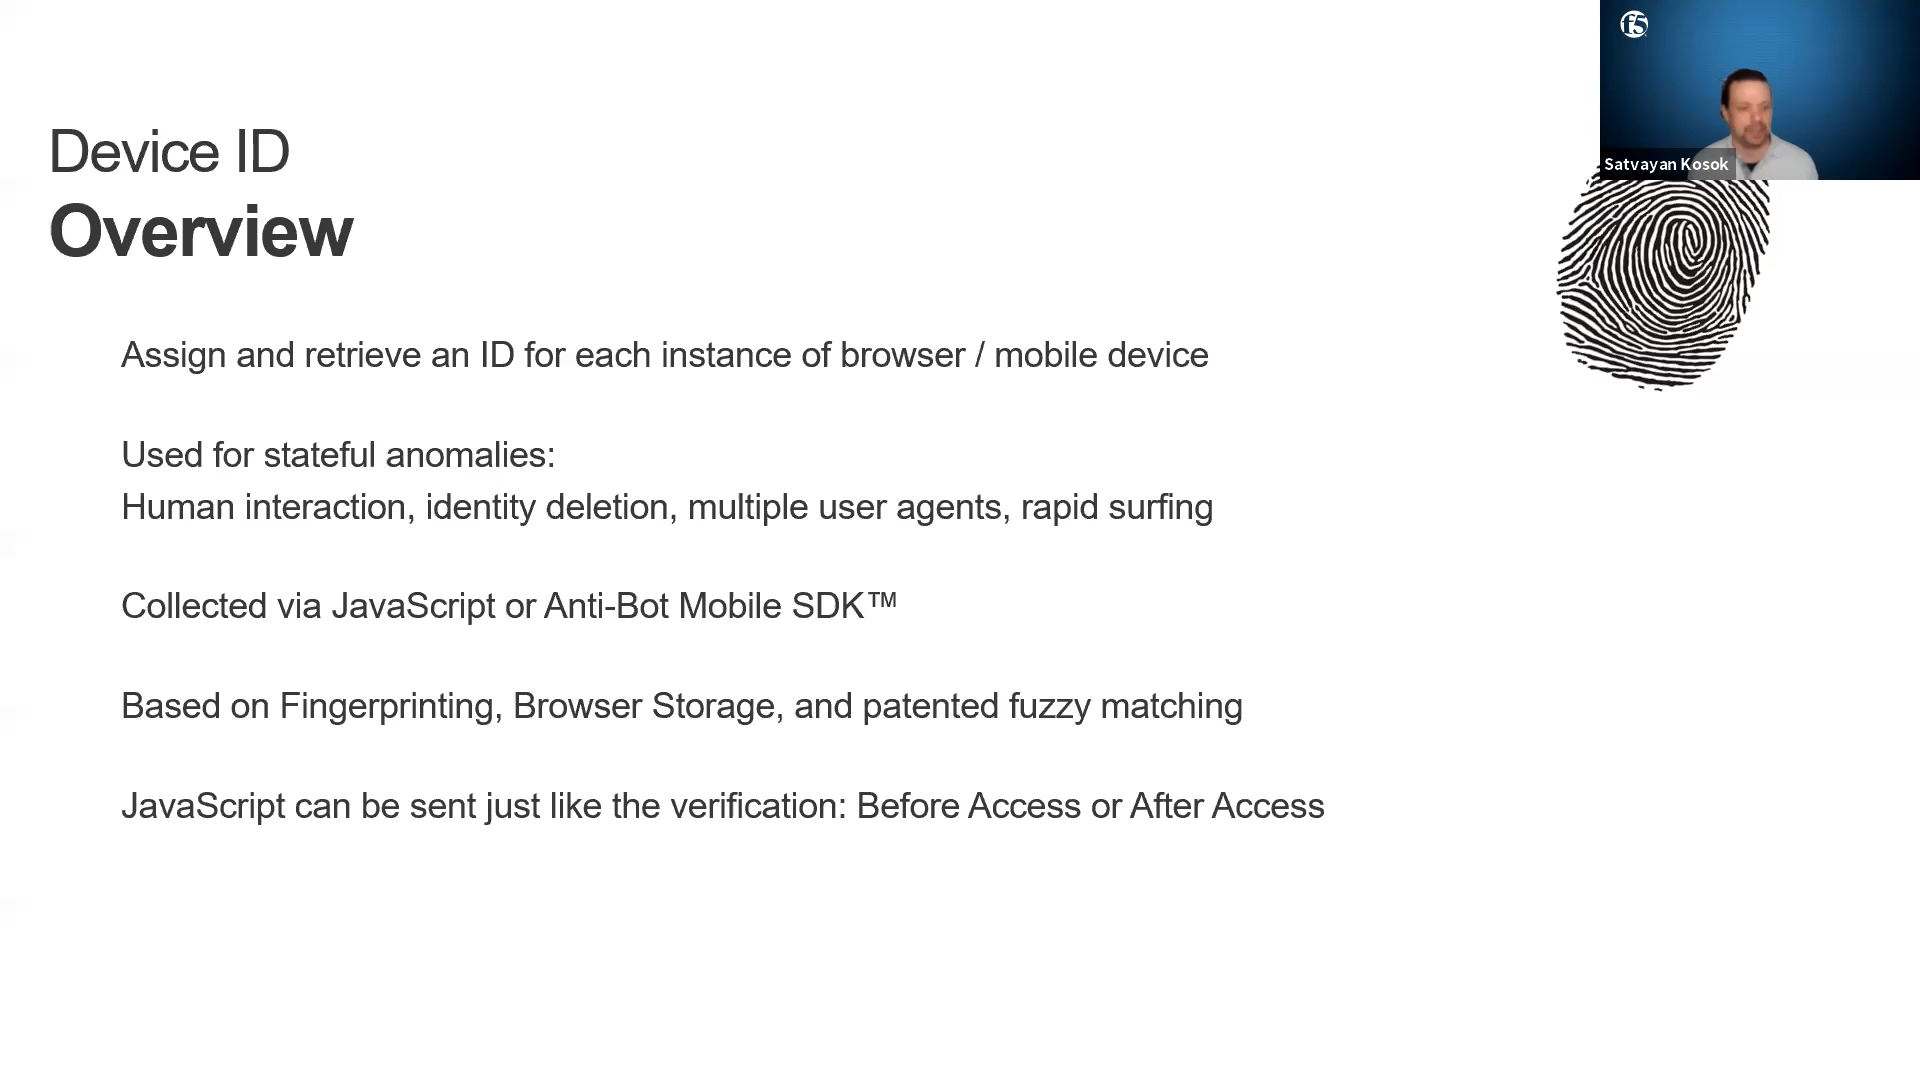 f5
Satvayan Kosok
Device ID
Overview
Assign and retrieve an ID for each instance of browser / mobile device
Used for stateful anomalies:
Human interaction, identity deletion, multiple user agents, rapid surfing
Collected via JavaScript or Anti-Bot Mobile SDK™
Based on Fingerprinting, Browser Storage, and patented fuzzy matching
JavaScript can be sent just like the verification: Before Access or After Access